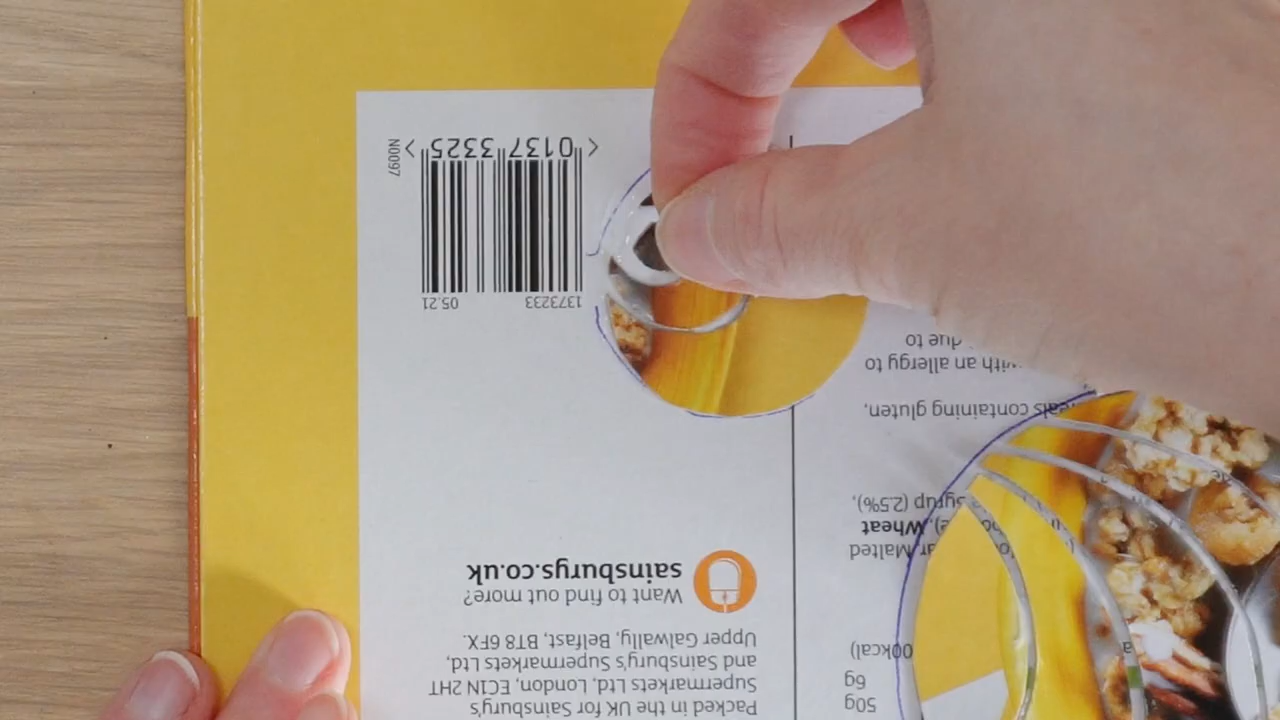 50g
6g
00kcal)
Malted
Wheat
Syrup (2.5%),
containing gluten,
with an allergy to
due to
Packed in the UK for Sainsbury's
Supermarkets Ltd, London, EC1N 2HT
and Sainsbury's Supermarkets Ltd,
Upper Galwally, Belfast, BT8 6FX.
Want to find out more?
sainsburys.co.uk
1373233 05.21
<0137 3325>
N0097